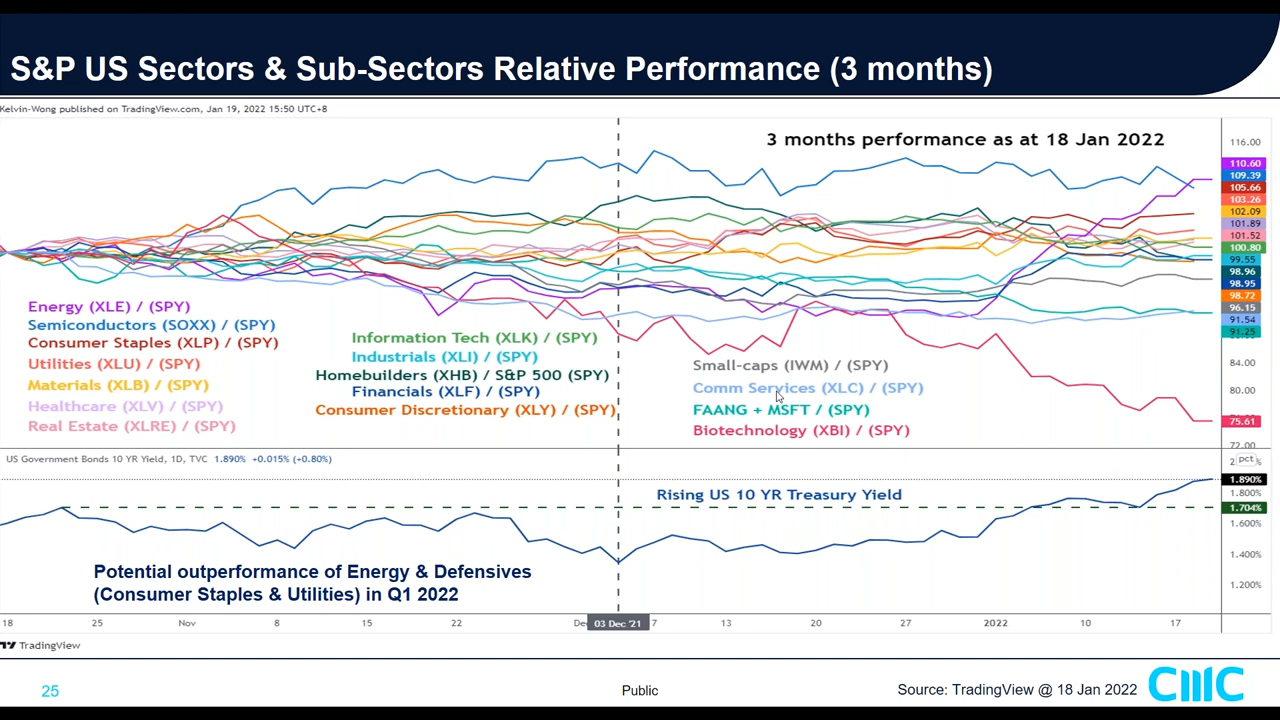 S&P US Sectors & Sub-Sectors Relative Performance (3 months)
Kelvin-Wong published on TradingView.com, Jan 19, 2022 15:50 UTC+8
3 months performance as at 18 Jan 2022
116.00
110.60
109.39
105.66
103.26
102.09
101.89
101.52
100.80
99.55
98.96
98.95
98.72
96.15
91.54
91.25
84.00
80.00
75.61
72.00
Energy (XLE) / (SPY)
Semiconductors (SOXX) / (SPY)
Consumer Staples (XLP) / (SPY)
Utilities (XLU) / (SPY)
Materials (XLB) / (SPY)
Healthcare (XLV) / (SPY)
Real Estate (XLRE) / (SPY)
Information Tech (XLK) / (SPY)
Industrials (XLI) / (SPY)
Homebuilders (XHB) / S&P 500 (SPY)
Financials (XLF) / (SPY)
Consumer Discretionary (XLY) / (SPY)
Small-caps (IWM) / (SPY)
Comm Services (XLC) / (SPY)
FAANG + MSFT / (SPY)
Biotechnology (XBI) / (SPY)
US Government Bonds 10 YR Yield, 1D, TVC 1.890% +0.015% (+0.80%)
pct
1.890%
1.800%
1.704%
1.600%
1.400%
1.200%
Rising US 10 YR Treasury Yield
Potential outperformance of Energy & Defensives
(Consumer Staples & Utilities) in Q1 2022
18 25 Nov 8 15 22 03 Dec '21 7 13 20 27 2022 10 17
TradingView
25
Public
Source: TradingView @ 18 Jan 2022
CMC